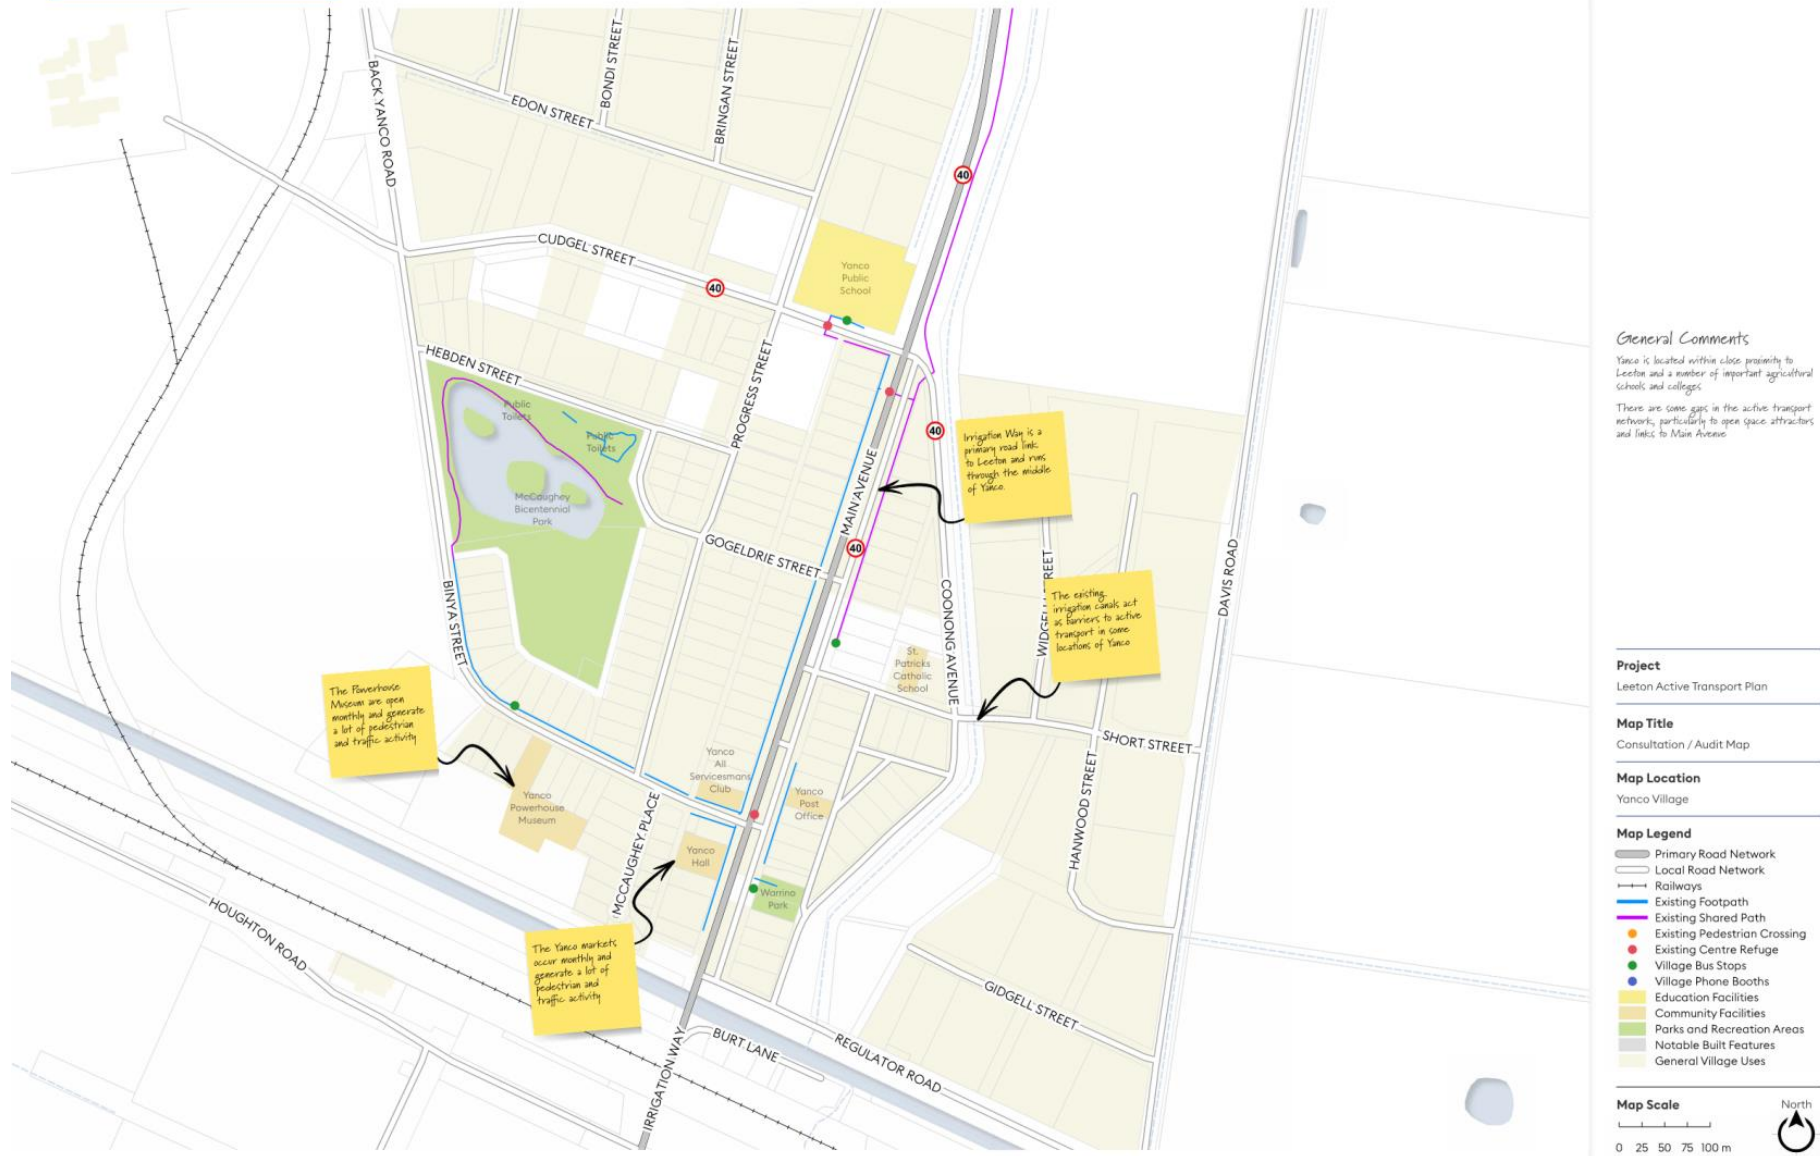 BACK YANCO ROAD
EDON STREET
BONDI STREET
BRINGAN STREET
CUDGEL STREET
40
40
Yanco
Public
School
HEBDEN STREET
PROGRESS STREET
Public
Toilets
Public
Toilets
McCaughey
Bicentennial
Park
MAIN AVENUE
40
40
Irrigation Way is a
primary road link
to Leeton and runs
through the middle
of Yanco.
GOGELDRIE STREET
BINYA STREET
COONONG AVENUE
DAVIS ROAD
The existing
irrigation canals act
as barriers to active
transport in some
locations of Yanco
St.
Patricks
Catholic
School
The Powerhouse
Museum are open
monthly and generate
a lot of pedestrian
and traffic activity
SHORT STREET
HANWOOD STREET
Yanco
All
Servicesmans
Club
Yanco
Post
Office
Yanco
Powerhouse
Museum
MCCAUGHEY PLACE
Yanco
Hall
Warrino
Park
HOUGHTON ROAD
The Yanco markets
occur monthly and
generate a lot of
pedestrian and
traffic activity
GIDGELL STREET
BURT LANE
REGULATOR ROAD
IRRIGATION WAY
General Comments
Yanco is located within close proximity to
Leeton and a number of important agricultural
schools and colleges
There are some gaps in the active transport
network, particularly to open space attractors
and links to Main Avenue
Project
Leeton Active Transport Plan
Map Title
Consultation / Audit Map
Map Location
Yanco Village
Map Legend
Primary Road Network
Local Road Network
Railways
Existing Footpath
Existing Shared Path
Existing Pedestrian Crossing
Existing Centre Refuge
Village Bus Stops
Village Phone Booths
Education Facilities
Community Facilities
Parks and Recreation Areas
Notable Built Features
General Village Uses
Map Scale
North
0 25 50 75 100 m